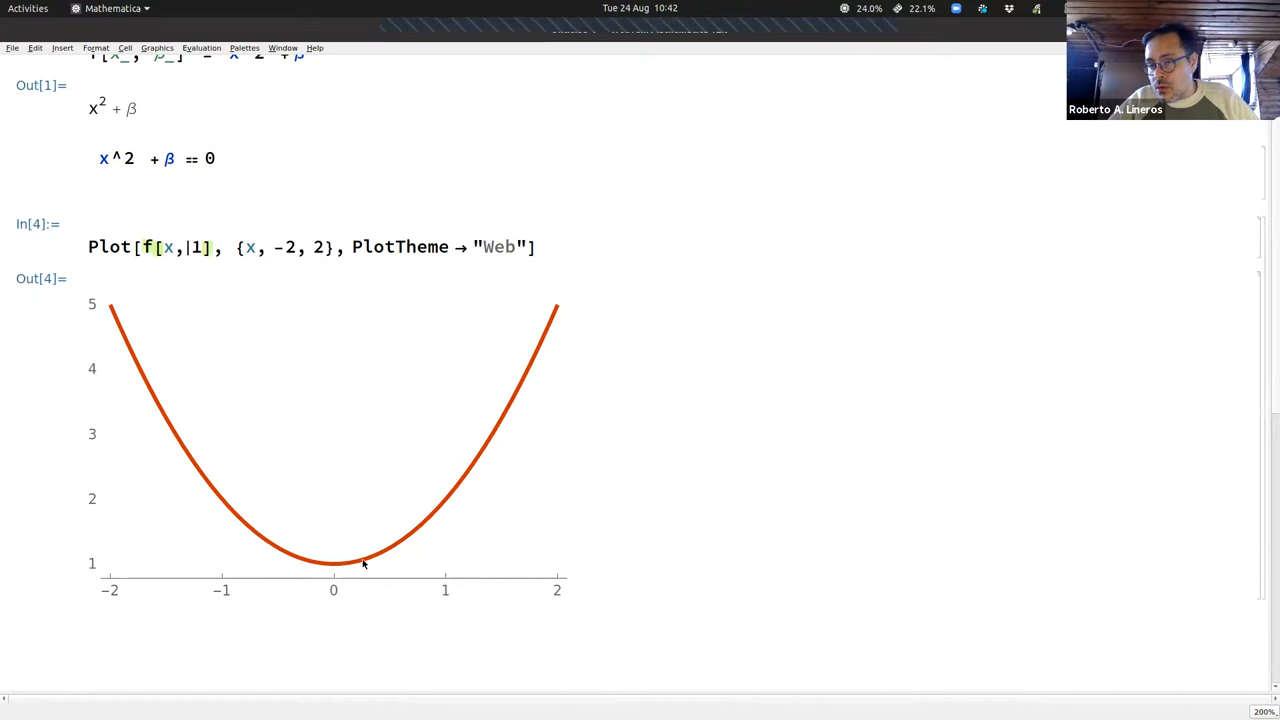 Activities Mathematica Tue 24 Aug 10:42 24.0% 22.1%
File Edit Insert Format Cell Graphics Evaluation Palettes Window Help
Out[1]=
x² + β
Roberto A. Lineros
x^2 + β == 0
In[4]:=
Plot[f[x,1], {x, -2, 2}, PlotTheme → "Web"]
Out[4]=
5
4
3
2
1
-2 -1 0 1 2
200%